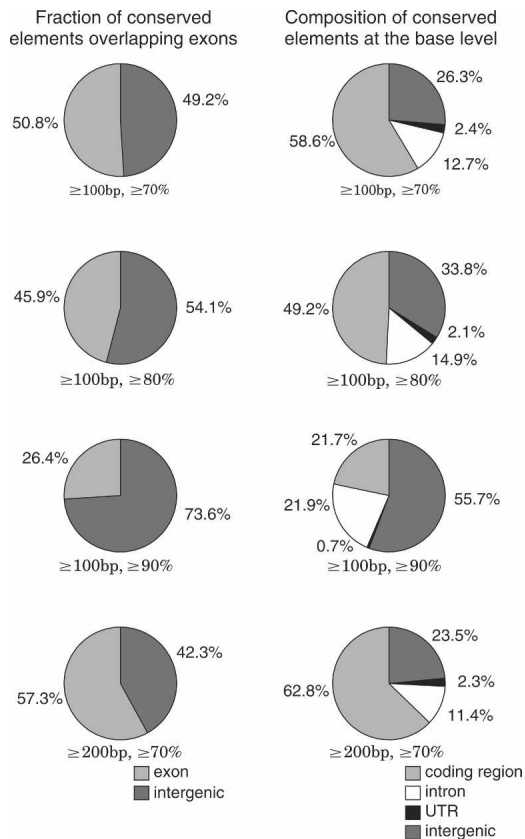 Fraction of conserved
elements overlapping exons
Composition of conserved
elements at the base level
50.8%
49.2%
≥100bp, ≥70%
26.3%
2.4%
12.7%
58.6%
≥100bp, ≥70%
45.9%
54.1%
≥100bp, ≥80%
33.8%
2.1%
14.9%
49.2%
≥100bp, ≥80%
26.4%
73.6%
≥100bp, ≥90%
21.7%
55.7%
21.9%
0.7%
≥100bp, ≥90%
42.3%
57.3%
≥200bp, ≥70%
23.5%
2.3%
11.4%
62.8%
≥200bp, ≥70%
exon
intergenic
coding region
intron
UTR
intergenic